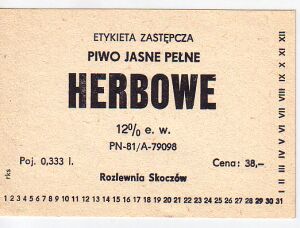 ETYKIETA ZASTĘPCZA
PIWO JASNE PEŁNE
HERBOWE
12% e. w.
PN-81/A-79098
Poj. 0,333 l.
Cena: 38,—
Rozlewnia Skoczów
rks
1 2 3 4 5 6 7 8 9 10 11 12 13 14 15 16 17 18 19 20 21 22 23 24 25 26 27 28 29 30 31
I II III IV V VI VII VIII IX X XI XII